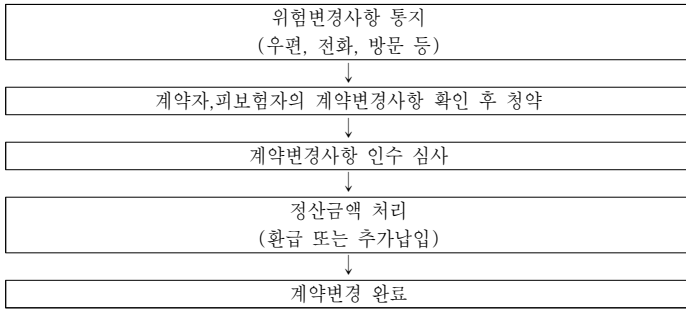 위험변경사항 통지
(우편, 전화, 방문 등)
↓
계약자,피보험자의 계약변경사항 확인 후 청약
↓
계약변경사항 인수 심사
↓
정산금액 처리
(환급 또는 추가납입)
↓
계약변경 완료